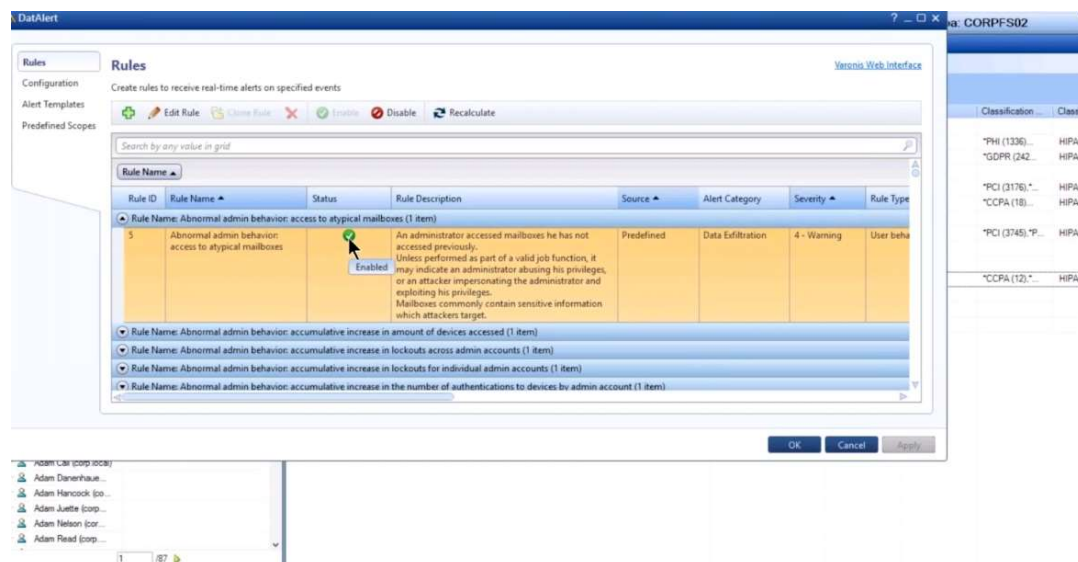 DatAlert
? _ □ ×
a: CORPFS02
Rules
Configuration
Alert Templates
Predefined Scopes
Rules
Varonis Web Interface
Create rules to receive real-time alerts on specified events
Edit Rule Clone Rule Enable Disable Recalculate
Search by any value in grid
Rule Name
Rule ID Rule Name Status Rule Description Source Alert Category Severity Rule Type
Rule Name: Abnormal admin behavior: access to atypical mailboxes (1 item)
5 Abnormal admin behavior: An administrator accessed mailboxes he has not Predefined Data Exfiltration 4 - Warning User beha
access to atypical mailboxes accessed previously.
Unless performed as part of a valid job function, it
Enabled may indicate an administrator abusing his privileges,
or an attacker impersonating the administrator and
exploiting his privileges.
Mailboxes commonly contain sensitive information
which attackers target.
Rule Name: Abnormal admin behavior: accumulative increase in amount of devices accessed (1 item)
Rule Name: Abnormal admin behavior: accumulative increase in lockouts across admin accounts (1 item)
Rule Name: Abnormal admin behavior: accumulative increase in lockouts for individual admin accounts (1 item)
Rule Name: Abnormal admin behavior: accumulative increase in the number of authentications to devices by admin account (1 item)
OK Cancel Apply
Classification ... Class
*PHI (1336)... HIPA
*GDPR (242... HIPA
*PCI (3176),*... HIPA
*CCPA (18)... HIPA
*PCI (3745),*P... HIPA
*CCPA (12),*... HIPA
Adam Call (corp.local)
Adam Danenhaue...
Adam Hancock (co...
Adam Juette (corp....
Adam Nelson (cor...
Adam Read (corp....
1 /87